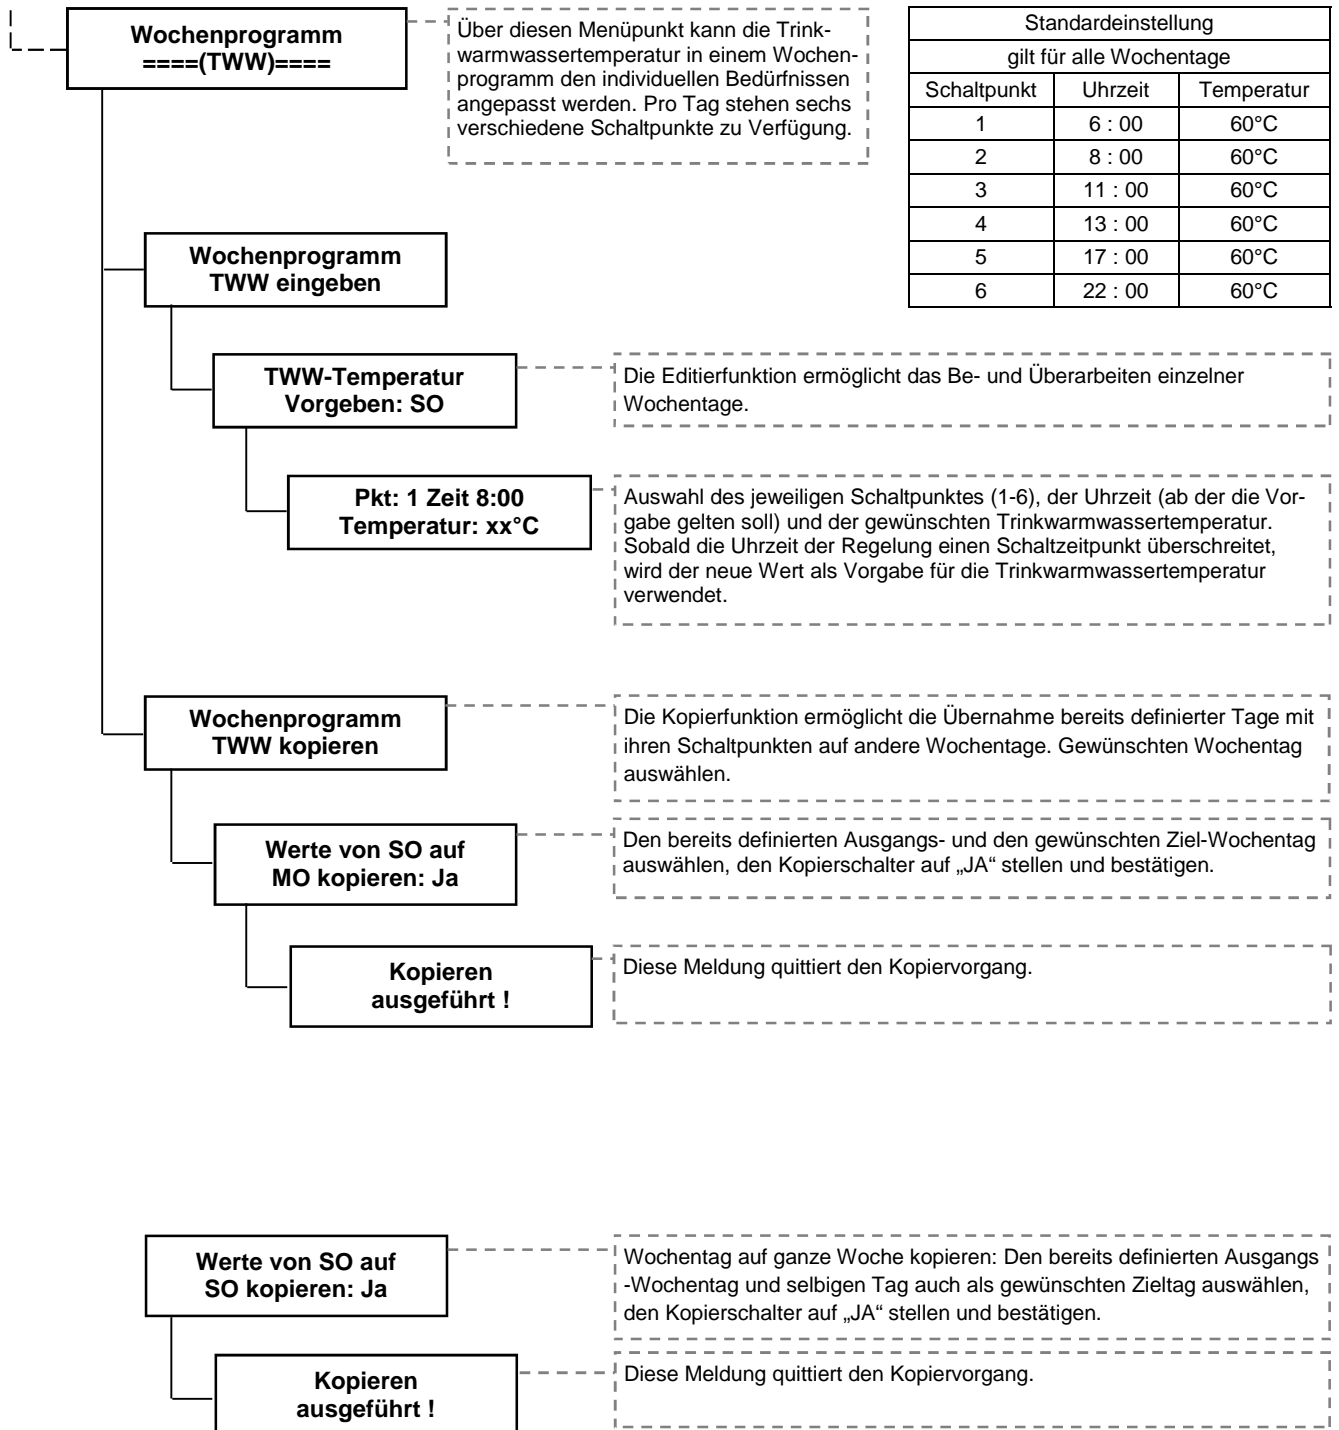 Wochenprogramm
====(TWW)====
Über diesen Menüpunkt kann die Trink-
warmwassertemperatur in einem Wochen-
programm den individuellen Bedürfnissen
angepasst werden. Pro Tag stehen sechs
verschiedene Schaltpunkte zu Verfügung.
Standardeinstellung
gilt für alle Wochentage
Schaltpunkt Uhrzeit Temperatur
1 6 : 00 60°C
2 8 : 00 60°C
3 11 : 00 60°C
4 13 : 00 60°C
5 17 : 00 60°C
6 22 : 00 60°C
Wochenprogramm
TWW eingeben
TWW-Temperatur
Vorgeben: SO
Die Editierfunktion ermöglicht das Be- und Überarbeiten einzelner
Wochentage.
Pkt: 1 Zeit 8:00
Temperatur: xx°C
Auswahl des jeweiligen Schaltpunktes (1-6), der Uhrzeit (ab der die Vor-
gabe gelten soll) und der gewünschten Trinkwarmwassertemperatur.
Sobald die Uhrzeit der Regelung einen Schaltzeitpunkt überschreitet,
wird der neue Wert als Vorgabe für die Trinkwarmwassertemperatur
verwendet.
Wochenprogramm
TWW kopieren
Die Kopierfunktion ermöglicht die Übernahme bereits definierter Tage mit
ihren Schaltpunkten auf andere Wochentage. Gewünschten Wochentag
auswählen.
Werte von SO auf
MO kopieren: Ja
Den bereits definierten Ausgangs- und den gewünschten Ziel-Wochentag
auswählen, den Kopierschalter auf „JA“ stellen und bestätigen.
Kopieren
ausgeführt !
Diese Meldung quittiert den Kopiervorgang.
Werte von SO auf
SO kopieren: Ja
Wochentag auf ganze Woche kopieren: Den bereits definierten Ausgangs
-Wochentag und selbigen Tag auch als gewünschten Zieltag auswählen,
den Kopierschalter auf „JA“ stellen und bestätigen.
Kopieren
ausgeführt !
Diese Meldung quittiert den Kopiervorgang.